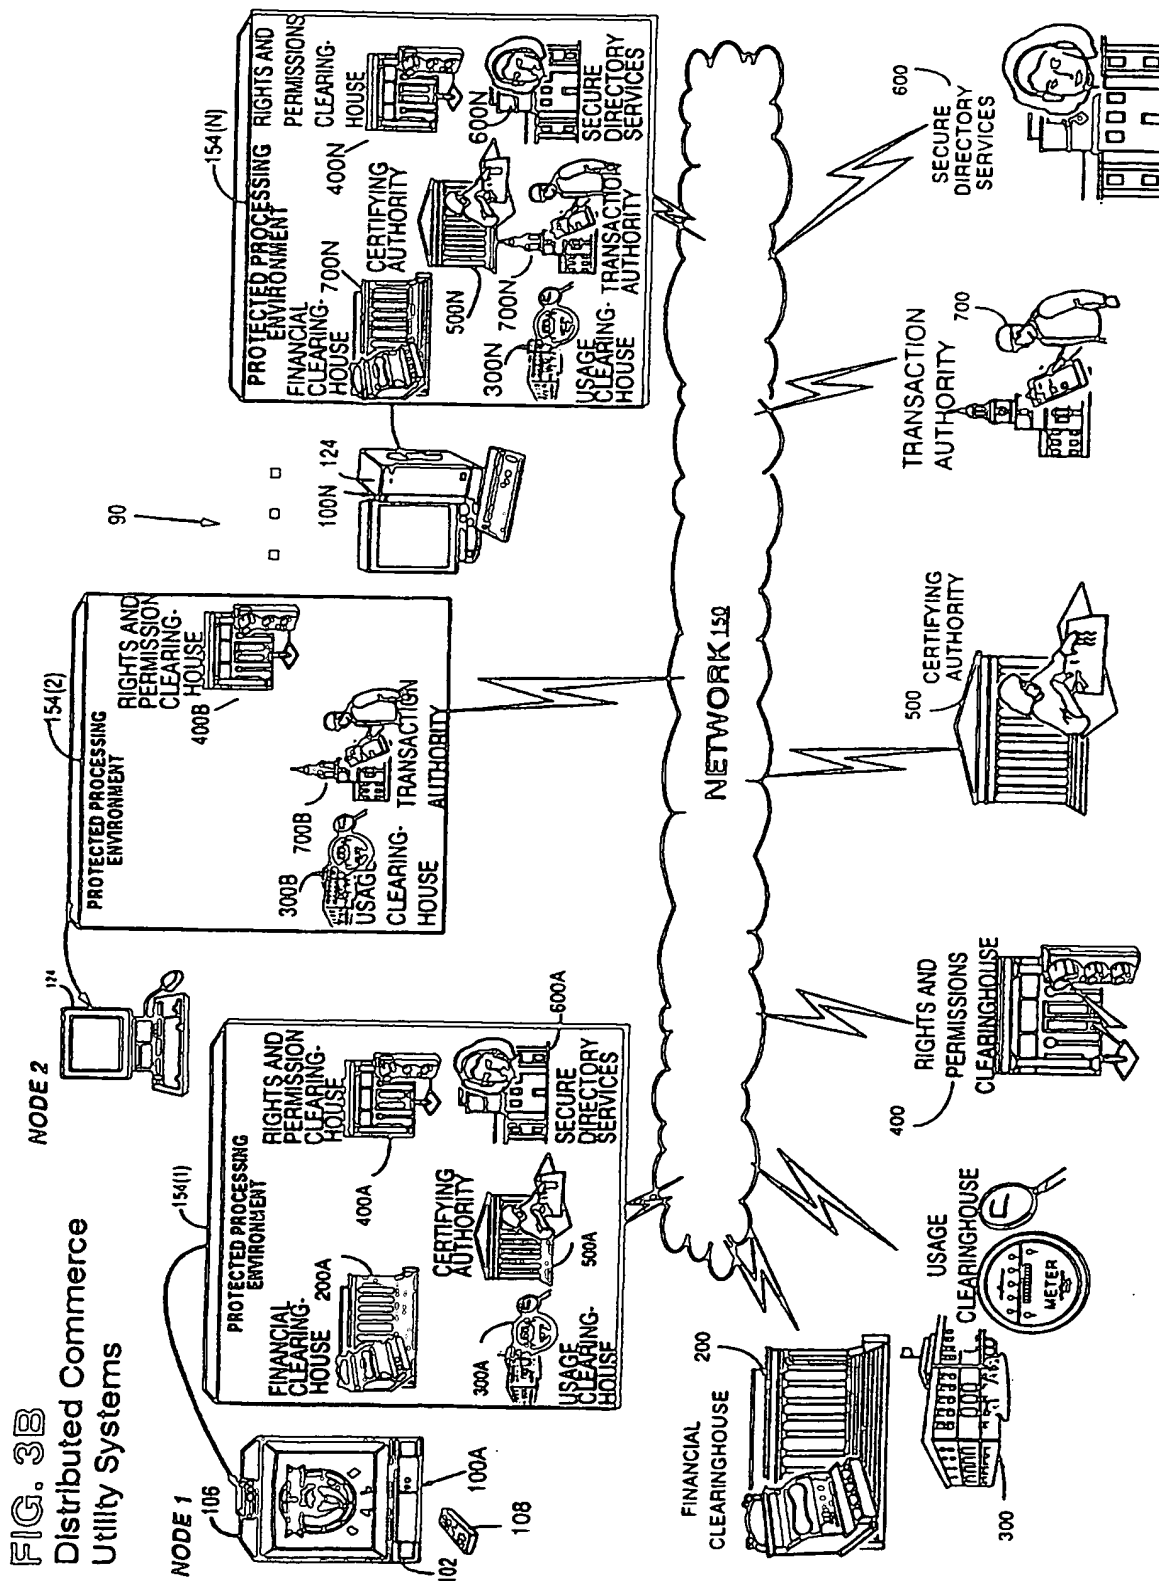 FIG. 3B
Distributed Commerce
Utility Systems
NODE 1
106
102
100A
108
154(1)
PROTECTED PROCESSING
ENVIRONMENT
FINANCIAL
CLEARING-
HOUSE
200A
RIGHTS AND
PERMISSION
CLEARING-
HOUSE
400A
CERTIFYING
AUTHORITY
500A
300A
USAGE
CLEARING-
HOUSE
600A
SECURE
DIRECTORY
SERVICES
NODE 2
124
154(2)
PROTECTED PROCESSING
ENVIRONMENT
RIGHTS AND
PERMISSION
CLEARING-
HOUSE
400B
300B
USAGE
CLEARING-
HOUSE
700B
TRANSACTION
AUTHORITY
90
100N
124
154(N)
PROTECTED PROCESSING
ENVIRONMENT
FINANCIAL
CLEARING-
HOUSE
700N
RIGHTS AND
PERMISSIONS
CLEARING-
HOUSE
400N
CERTIFYING
AUTHORITY
500N
600N
SECURE
DIRECTORY
SERVICES
300N
USAGE
CLEARING-
HOUSE
700N
TRANSACTION
AUTHORITY
NETWORK 150
FINANCIAL
CLEARINGHOUSE
200
300
USAGE
CLEARINGHOUSE
METER
400
RIGHTS AND
PERMISSIONS
CLEARINGHOUSE
500
CERTIFYING
AUTHORITY
TRANSACTION
AUTHORITY
700
SECURE
DIRECTORY
SERVICES
600